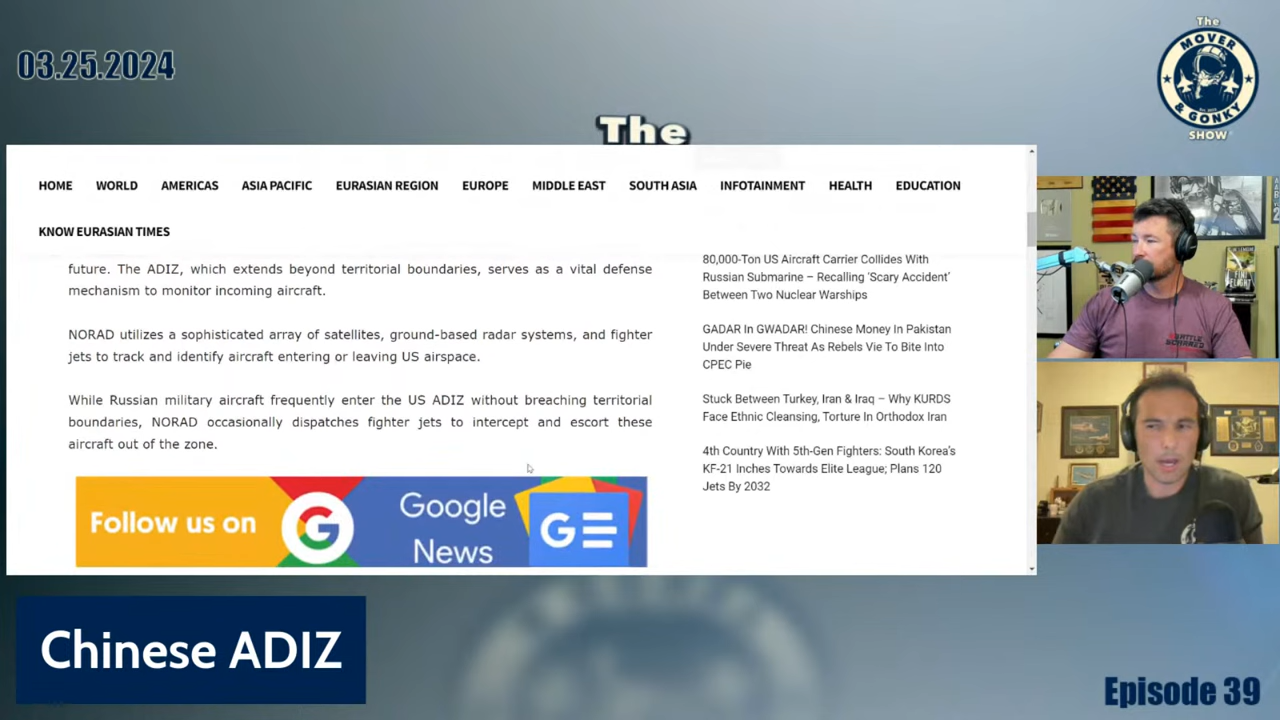 03.25.2024
The
MOVER
& GONKY
SHOW
The
HOME WORLD AMERICAS ASIA PACIFIC EURASIAN REGION EUROPE MIDDLE EAST SOUTH ASIA INFOTAINMENT HEALTH EDUCATION
KNOW EURASIAN TIMES
future. The ADIZ, which extends beyond territorial boundaries, serves as a vital defense
mechanism to monitor incoming aircraft.
NORAD utilizes a sophisticated array of satellites, ground-based radar systems, and fighter
jets to track and identify aircraft entering or leaving US airspace.
While Russian military aircraft frequently enter the US ADIZ without breaching territorial
boundaries, NORAD occasionally dispatches fighter jets to intercept and escort these
aircraft out of the zone.
Follow us on
G
Google
News
G
80,000-Ton US Aircraft Carrier Collides With
Russian Submarine – Recalling ‘Scary Accident’
Between Two Nuclear Warships
GADAR In GWADAR! Chinese Money In Pakistan
Under Severe Threat As Rebels Vie To Bite Into
CPEC Pie
Stuck Between Turkey, Iran & Iraq – Why KURDS
Face Ethnic Cleansing, Torture In Orthodox Iran
4th Country With 5th-Gen Fighters: South Korea’s
KF-21 Inches Towards Elite League; Plans 120
Jets By 2032
Chinese ADIZ
Episode 39